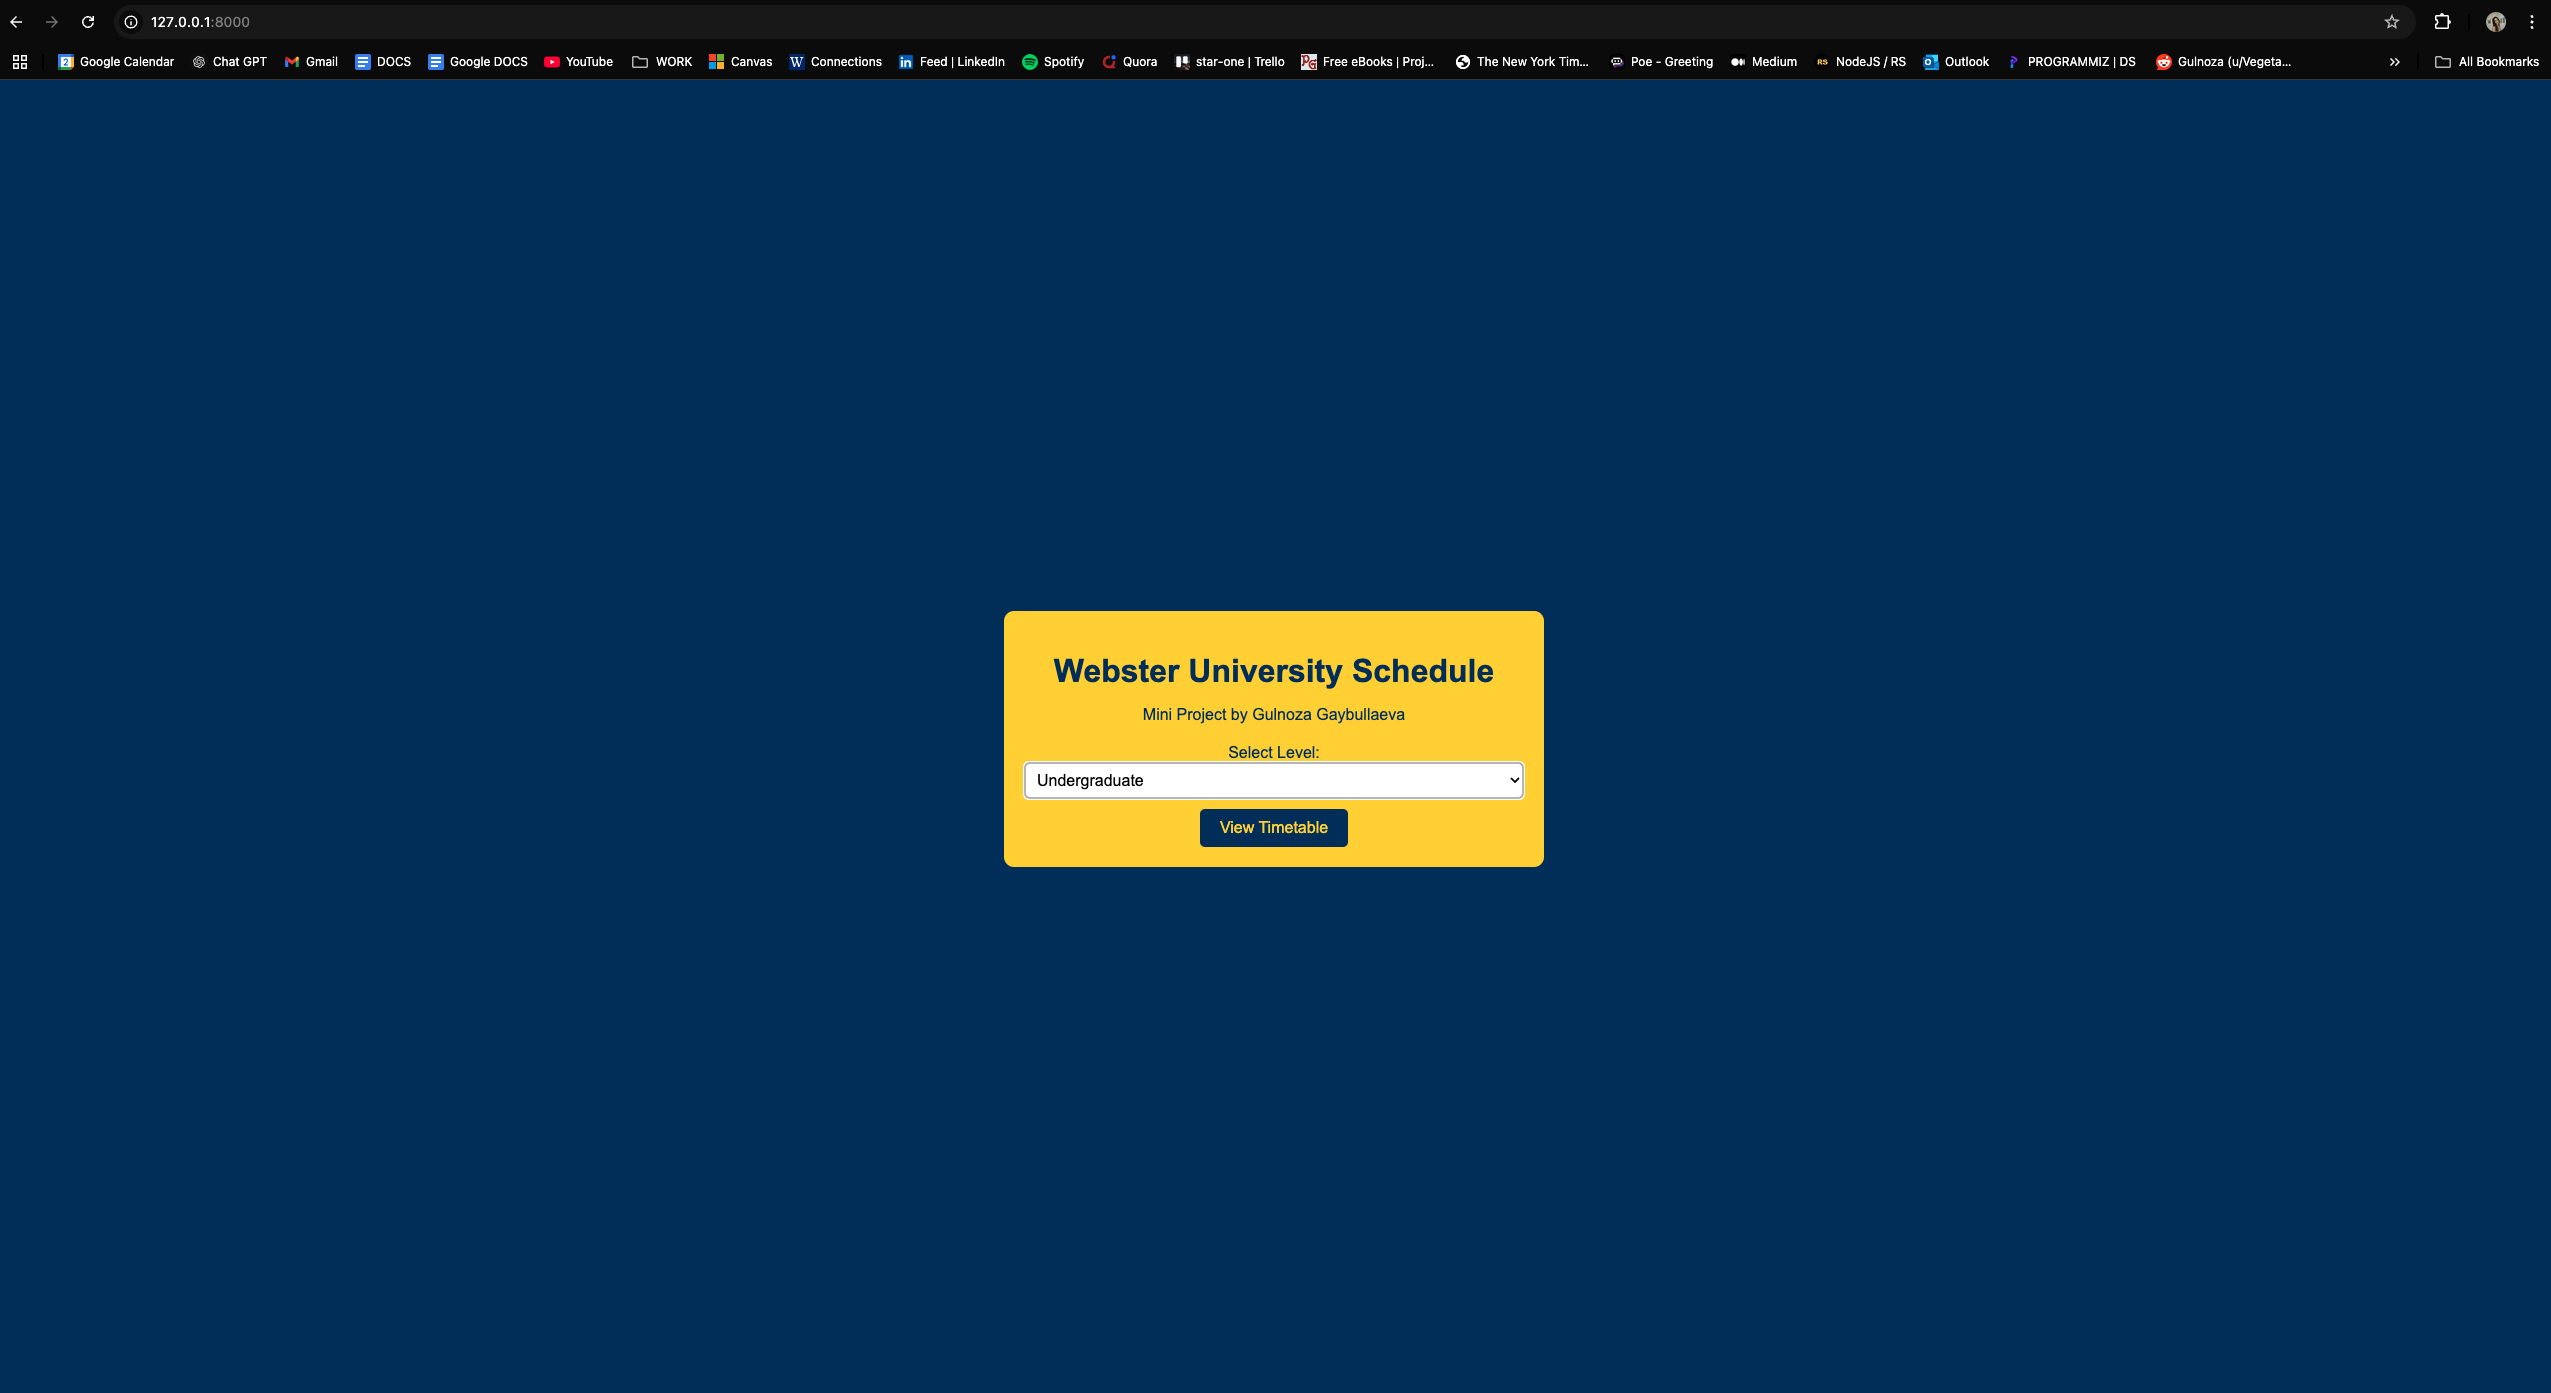 127.0.0.1:8000
Google Calendar Chat GPT Gmail DOCS Google DOCS YouTube WORK Canvas Connections Feed | LinkedIn Spotify Quora star-one | Trello Free eBooks | Proj... The New York Tim... Poe - Greeting Medium NodeJS / RS Outlook PROGRAMMIZ | DS Gulnoza (u/Vegeta... All Bookmarks
Webster University Schedule
Mini Project by Gulnoza Gaybullaeva
Select Level:
Undergraduate
View Timetable